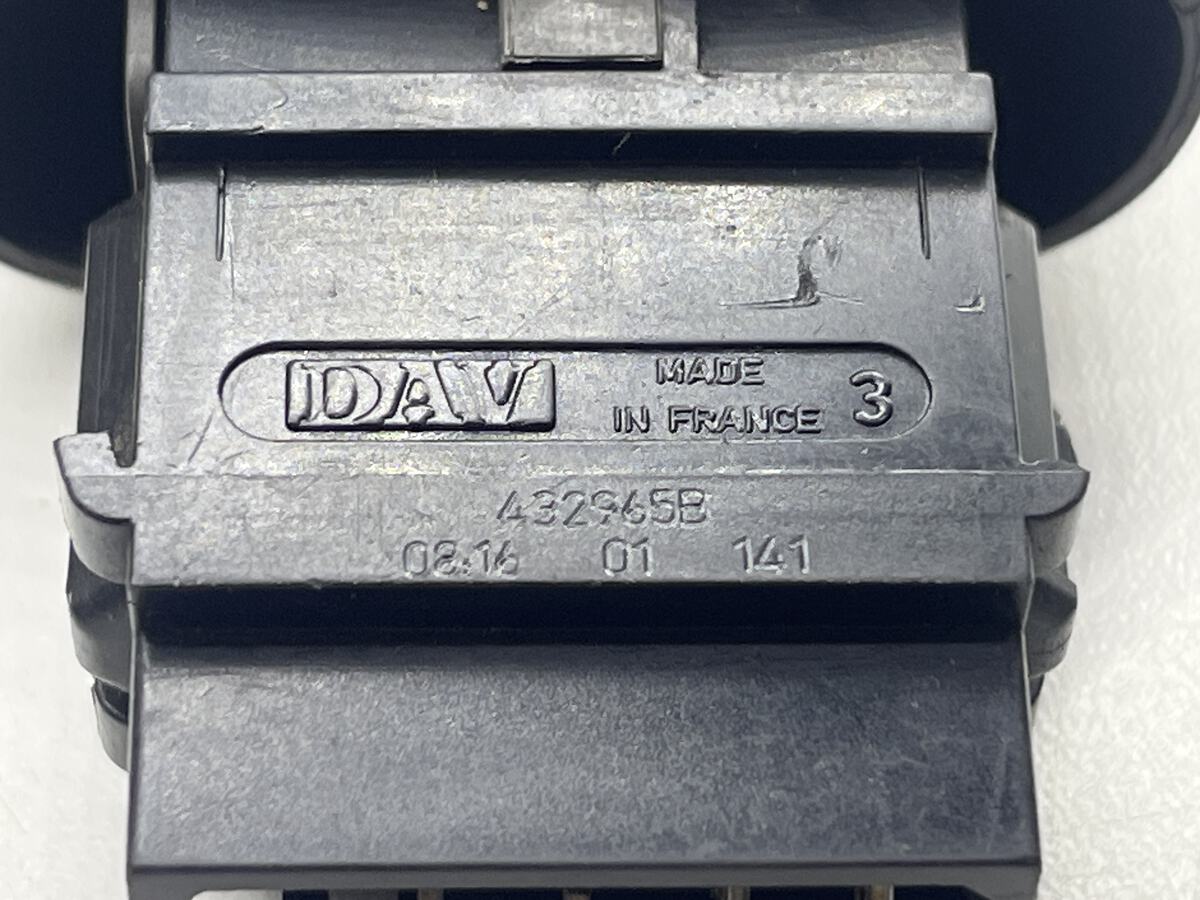 DAV
MADE
IN FRANCE
3
432965B
08:16 01 141